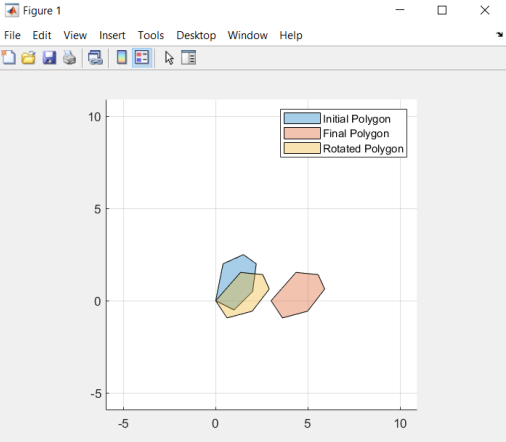 Figure 1
File Edit View Insert Tools Desktop Window Help
10
5
0
-5
-5 0 5 10
Initial Polygon
Final Polygon
Rotated Polygon